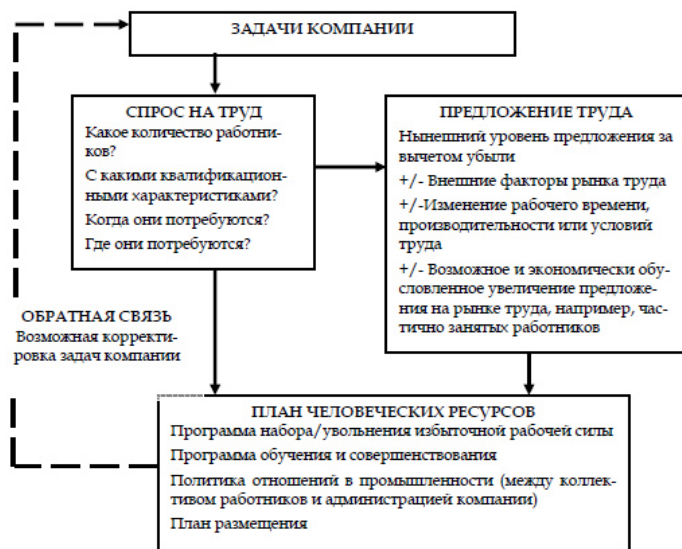 ЗАДАЧИ КОМПАНИИ
СПРОС НА ТРУД
Какое количество работни-
ков?
С какими квалификацион-
ными характеристиками?
Когда они потребуются?
Где они потребуются?
ПРЕДЛОЖЕНИЕ ТРУДА
Нынешний уровень предложения за
вычетом убыли
+/- Внешние факторы рынка труда
+/-Изменение рабочего времени,
производительности или условий
труда
+/- Возможное и экономически обу-
словленное увеличение предложе-
ния на рынке труда, например, час-
тично занятых работников
ОБРАТНАЯ СВЯЗЬ
Возможная корректи-
ровка задач компании
ПЛАН ЧЕЛОВЕЧЕСКИХ РЕСУРСОВ
Программа набора/увольнения избыточной рабочей силы
Программа обучения и совершенствования
Политика отношений в промышленности (между коллек-
тивом работников и администрацией компании)
План размещения